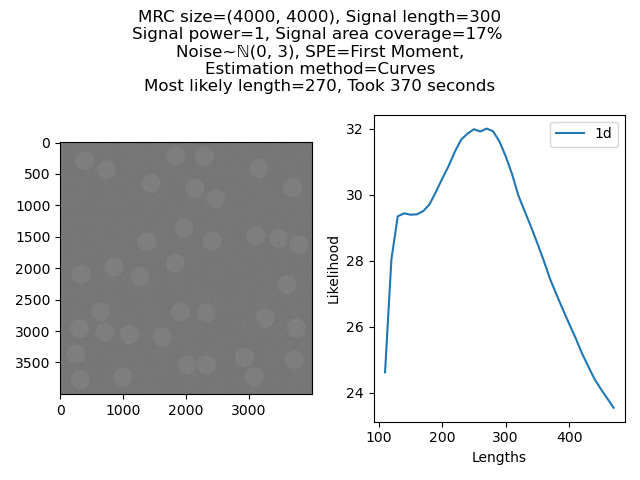 MRC size=(4000, 4000), Signal length=300
Signal power=1, Signal area coverage=17%
Noise~ℕ(0, 3), SPE=First Moment,
Estimation method=Curves
Most likely length=270, Took 370 seconds
0
500
1000
1500
2000
2500
3000
3500
0 1000 2000 3000
1d
32
30
28
26
24
Likelihood
100 200 300 400
Lengths